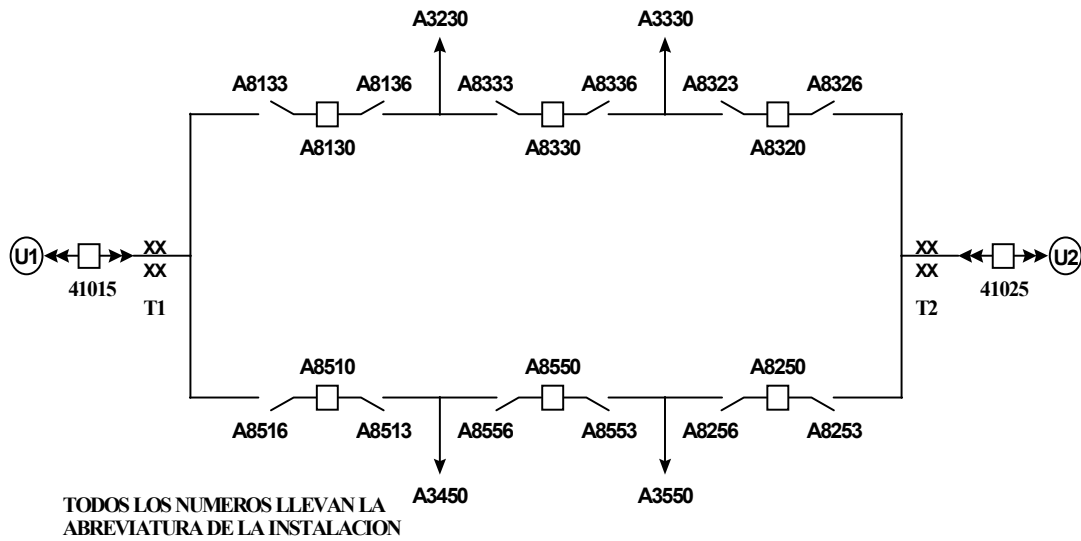 A3230 A3330
A8133 A8136 A8333 A8336 A8323 A8326
A8130 A8330 A8320
U1 XX XX U2
XX XX
41015 41025
T1 T2
A8510 A8550 A8250
A8516 A8513 A8556 A8553 A8256 A8253
A3450 A3550
TODOS LOS NUMEROS LLEVAN LA
ABREVIATURA DE LA INSTALACION